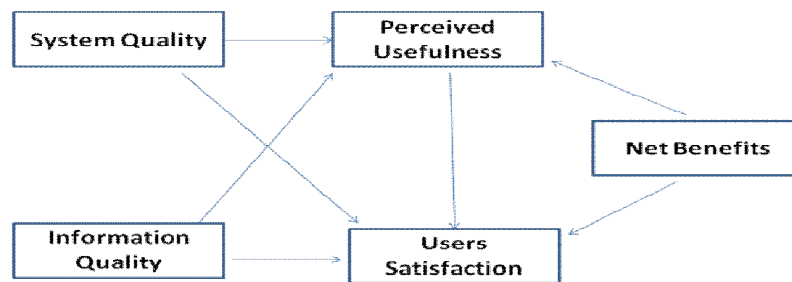 System Quality
Perceived
Usefulness
Net Benefits
Information
Quality
Users
Satisfaction